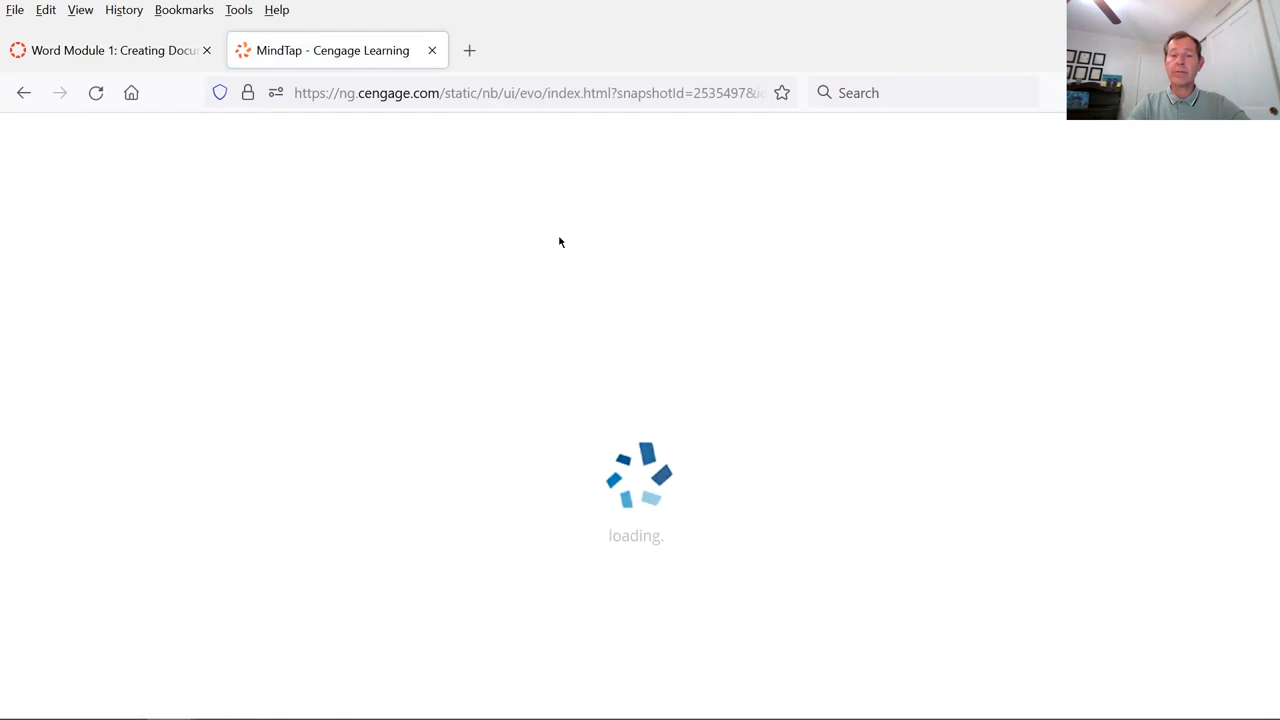 File Edit View History Bookmarks Tools Help
Word Module 1: Creating Docu
MindTap - Cengage Learning
https://ng.cengage.com/static/nb/ui/evo/index.html?snapshotId=2535497&
Search
loading.